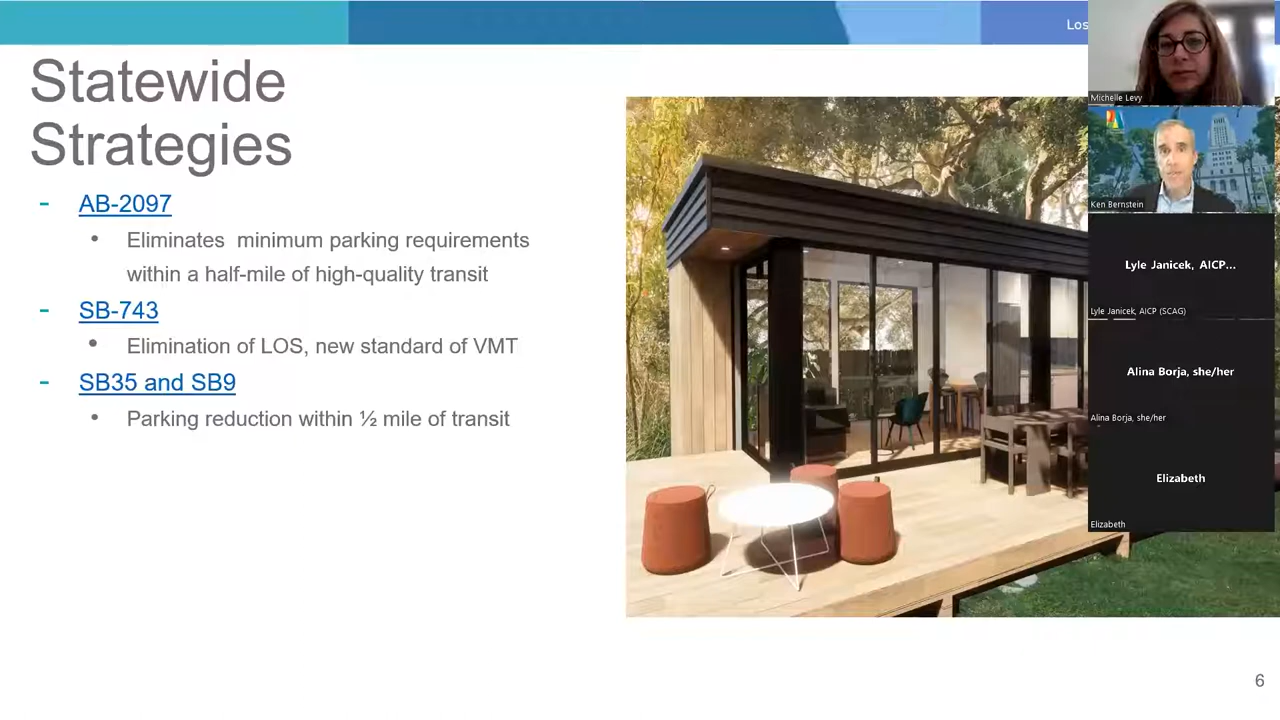 Los
Statewide
Strategies
- AB-2097
• Eliminates minimum parking requirements
within a half-mile of high-quality transit
- SB-743
• Elimination of LOS, new standard of VMT
- SB35 and SB9
• Parking reduction within ½ mile of transit
Michelle Levy
Ken Bernstein
Lyle Janicek, AICP...
Lyle Janicek, AICP (SCAG)
Alina Borja, she/her
Alina Borja, she/her
Elizabeth
Elizabeth
6